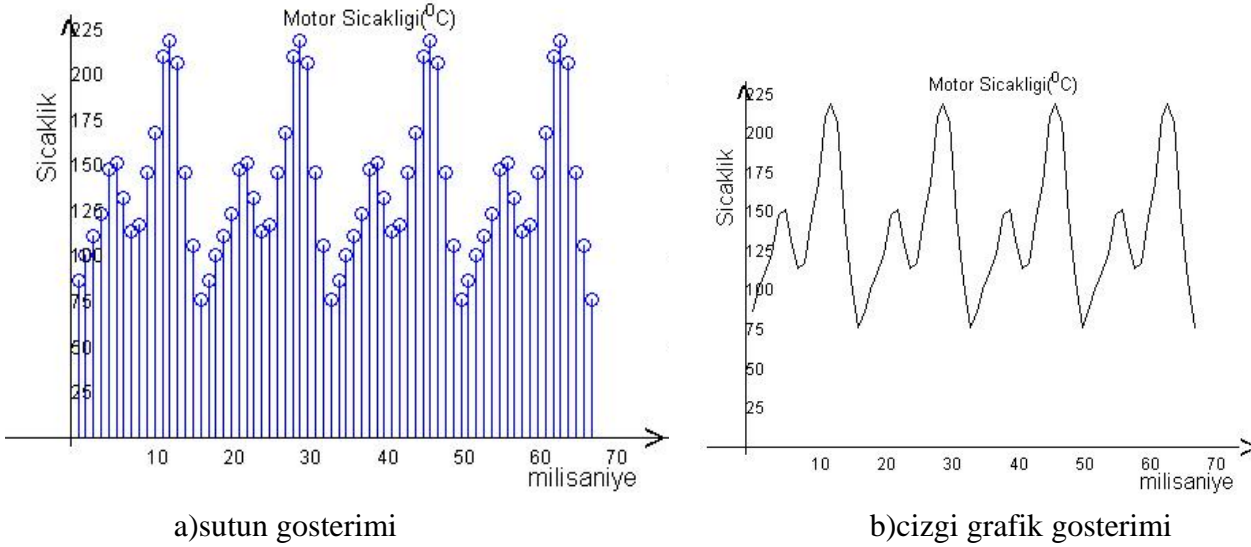 Motor Sicakligi(⁰C)
Sicaklik
225
200
175
150
125
100
75
50
25
10 20 30 40 50 60 70
milisaniye
a)sutun gosterimi
Motor Sicakligi(⁰C)
Sicaklik
225
200
175
150
125
100
75
50
25
10 20 30 40 50 60 70
milisaniye
b)cizgi grafik gosterimi